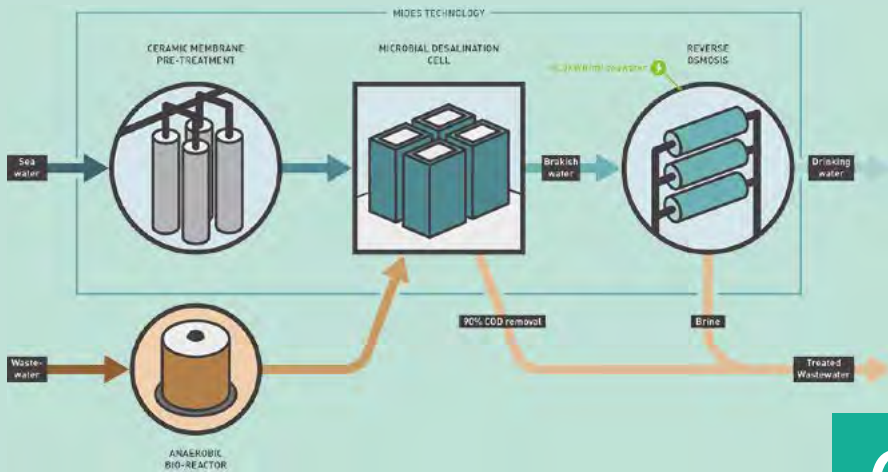 MIDES TECHNOLOGY
CERAMIC MEMBRANE
PRE-TREATMENT
MICROBIAL DESALINATION
CELL
REVERSE
OSMOSIS
Sea
water
Brakish
water
Drinking
water
90% COD removal
Brine
Waste-
water
Treated
Wastewater
ANAEROBIC
BIO-REACTOR